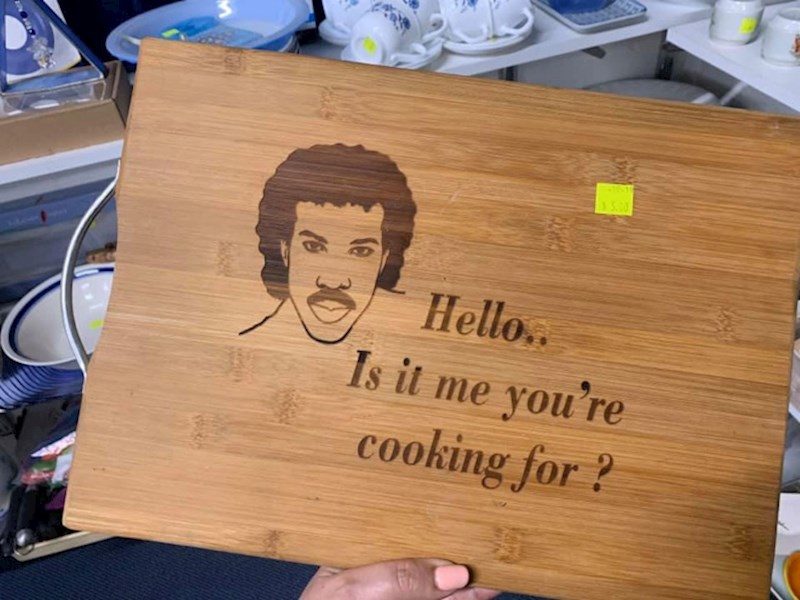 Hello..
Is it me you're
cooking for ?